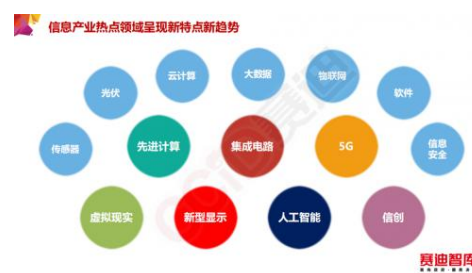 信息产业热点领域呈现新特点新趋势
云计算
大数据
物联网
光伏
软件
传感器
先进计算
集成电路
5G
信息
安全
虚拟现实
新型显示
人工智能
信创
赛迪智库